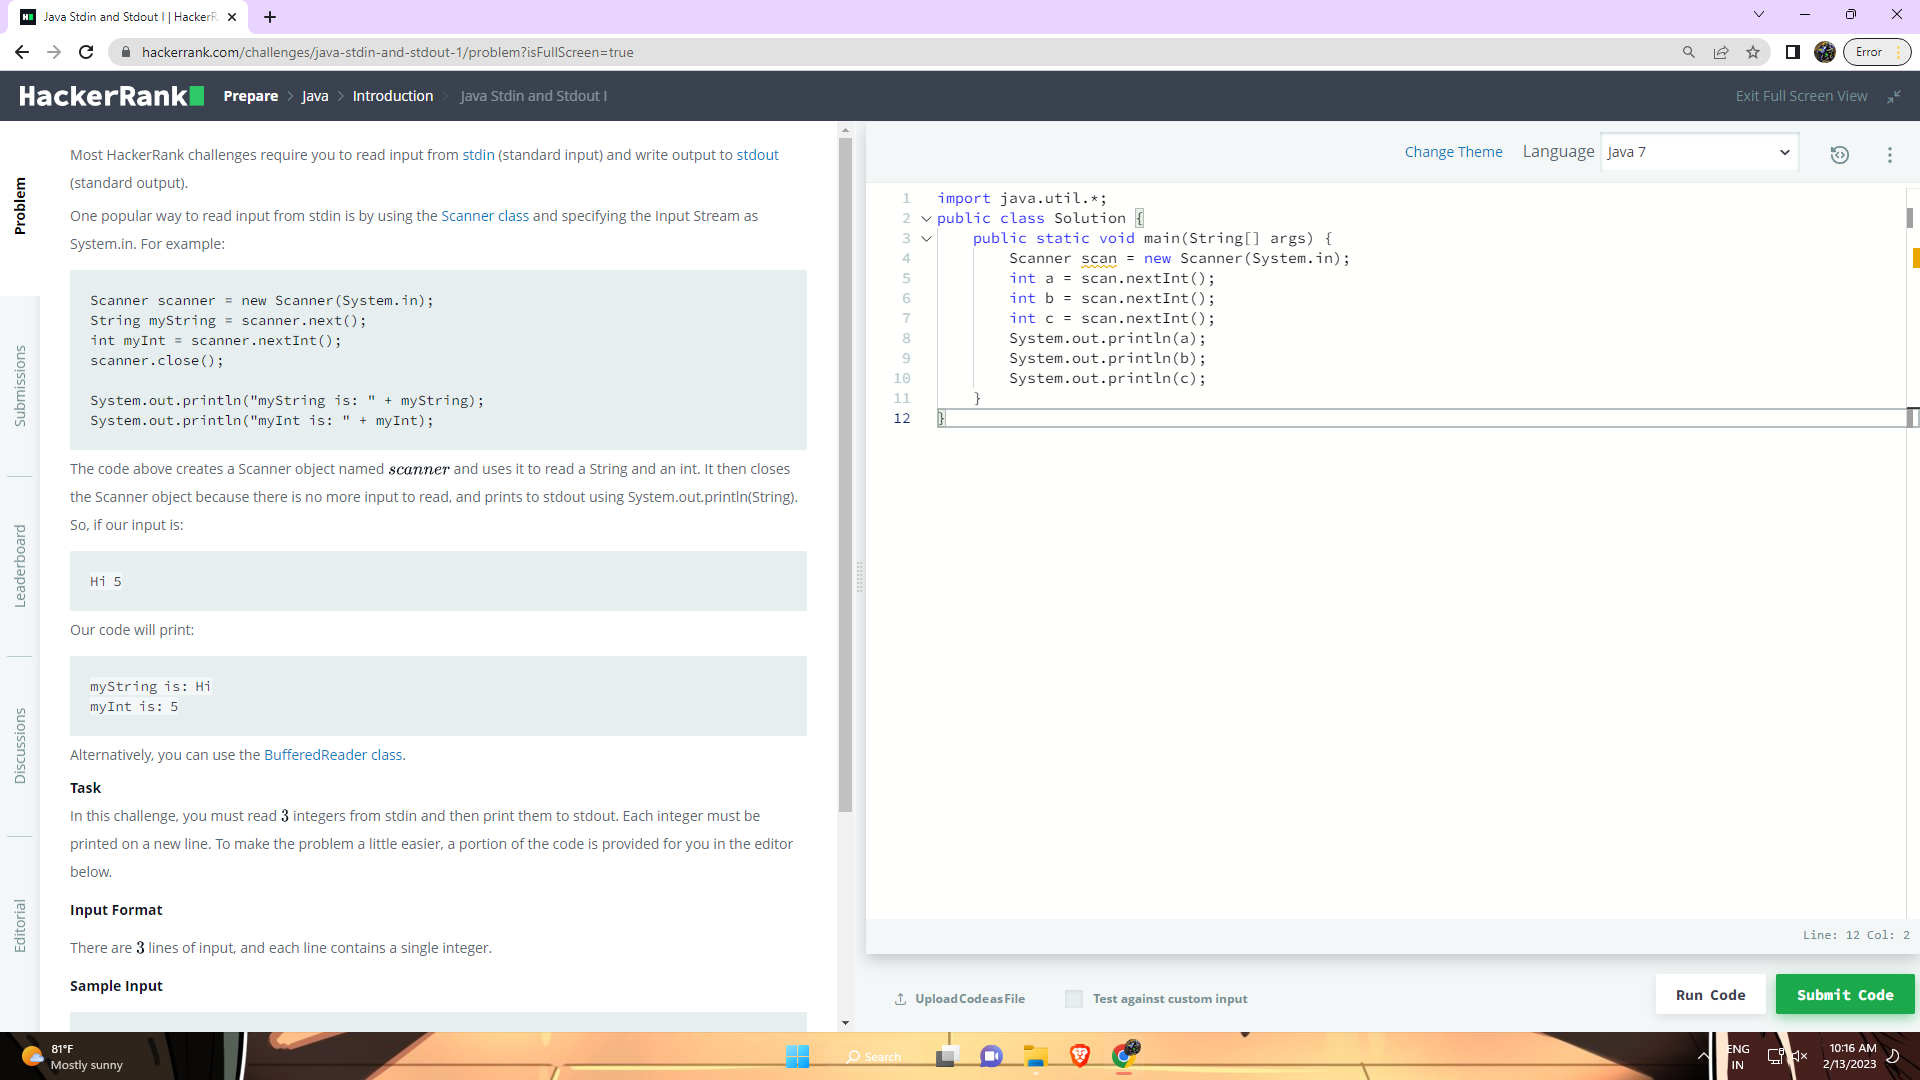 Java Stdin and Stdout I | HackerR
hackerrank.com/challenges/java-stdin-and-stdout-1/problem?isFullScreen=true
Error
HackerRank
Prepare > Java > Introduction > Java Stdin and Stdout I
Exit Full Screen View
Problem
Submissions
Leaderboard
Discussions
Editorial
Most HackerRank challenges require you to read input from stdin (standard input) and write output to stdout
(standard output).
One popular way to read input from stdin is by using the Scanner class and specifying the Input Stream as
System.in. For example:
Scanner scanner = new Scanner(System.in);
String myString = scanner.next();
int myInt = scanner.nextInt();
scanner.close();
System.out.println("myString is: " + myString);
System.out.println("myInt is: " + myInt);
The code above creates a Scanner object named scanner and uses it to read a String and an int. It then closes
the Scanner object because there is no more input to read, and prints to stdout using System.out.println(String).
So, if our input is:
Hi 5
Our code will print:
myString is: Hi
myInt is: 5
Alternatively, you can use the BufferedReader class.
Task
In this challenge, you must read 3 integers from stdin and then print them to stdout. Each integer must be
printed on a new line. To make the problem a little easier, a portion of the code is provided for you in the editor
below.
Input Format
There are 3 lines of input, and each line contains a single integer.
Sample Input
Change Theme Language Java 7
1 import java.util.*;
2 public class Solution {
3 public static void main(String[] args) {
4 Scanner scan = new Scanner(System.in);
5 int a = scan.nextInt();
6 int b = scan.nextInt();
7 int c = scan.nextInt();
8 System.out.println(a);
9 System.out.println(b);
10 System.out.println(c);
11 }
12 }
Line: 12 Col: 2
Upload Code as File
Test against custom input
Run Code
Submit Code
81°F
Mostly sunny
Search
ENG
IN
10:16 AM
2/13/2023